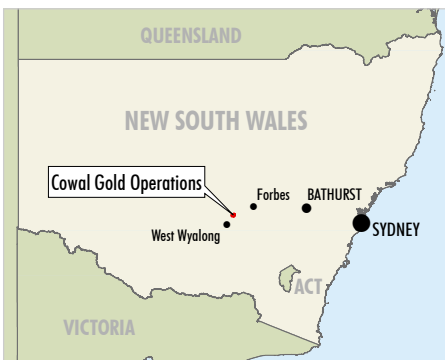 QUEENSLAND
NEW SOUTH WALES
Cowal Gold Operations
Forbes
BATHURST
West Wyalong
SYDNEY
ACT
VICTORIA